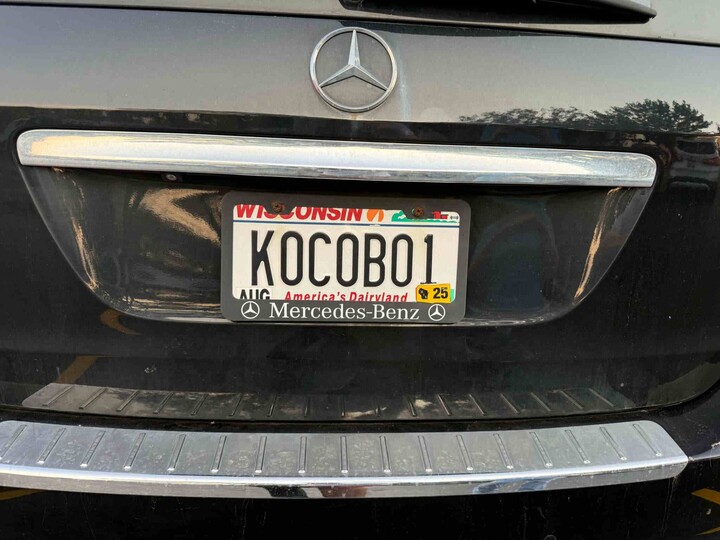 WISCONSIN
KOCOBO1
AUG America's Dairyland 25
Mercedes-Benz